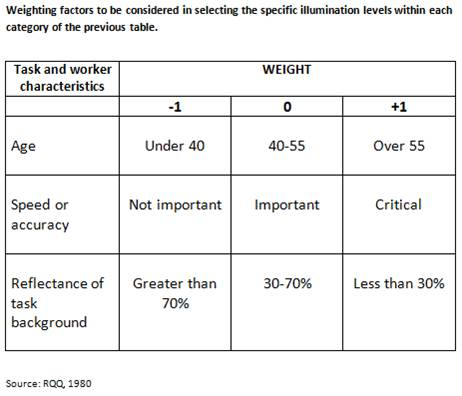 Weighting factors to be considered in selecting the specific illumination levels within each
category of the previous table.
Task and worker WEIGHT
characteristics
-1 0 +1
Age Under 40 40-55 Over 55
Speed or Not important Important Critical
accuracy
Reflectance of Greater than 30-70% Less than 30%
task 70%
background
Source: RQQ, 1980